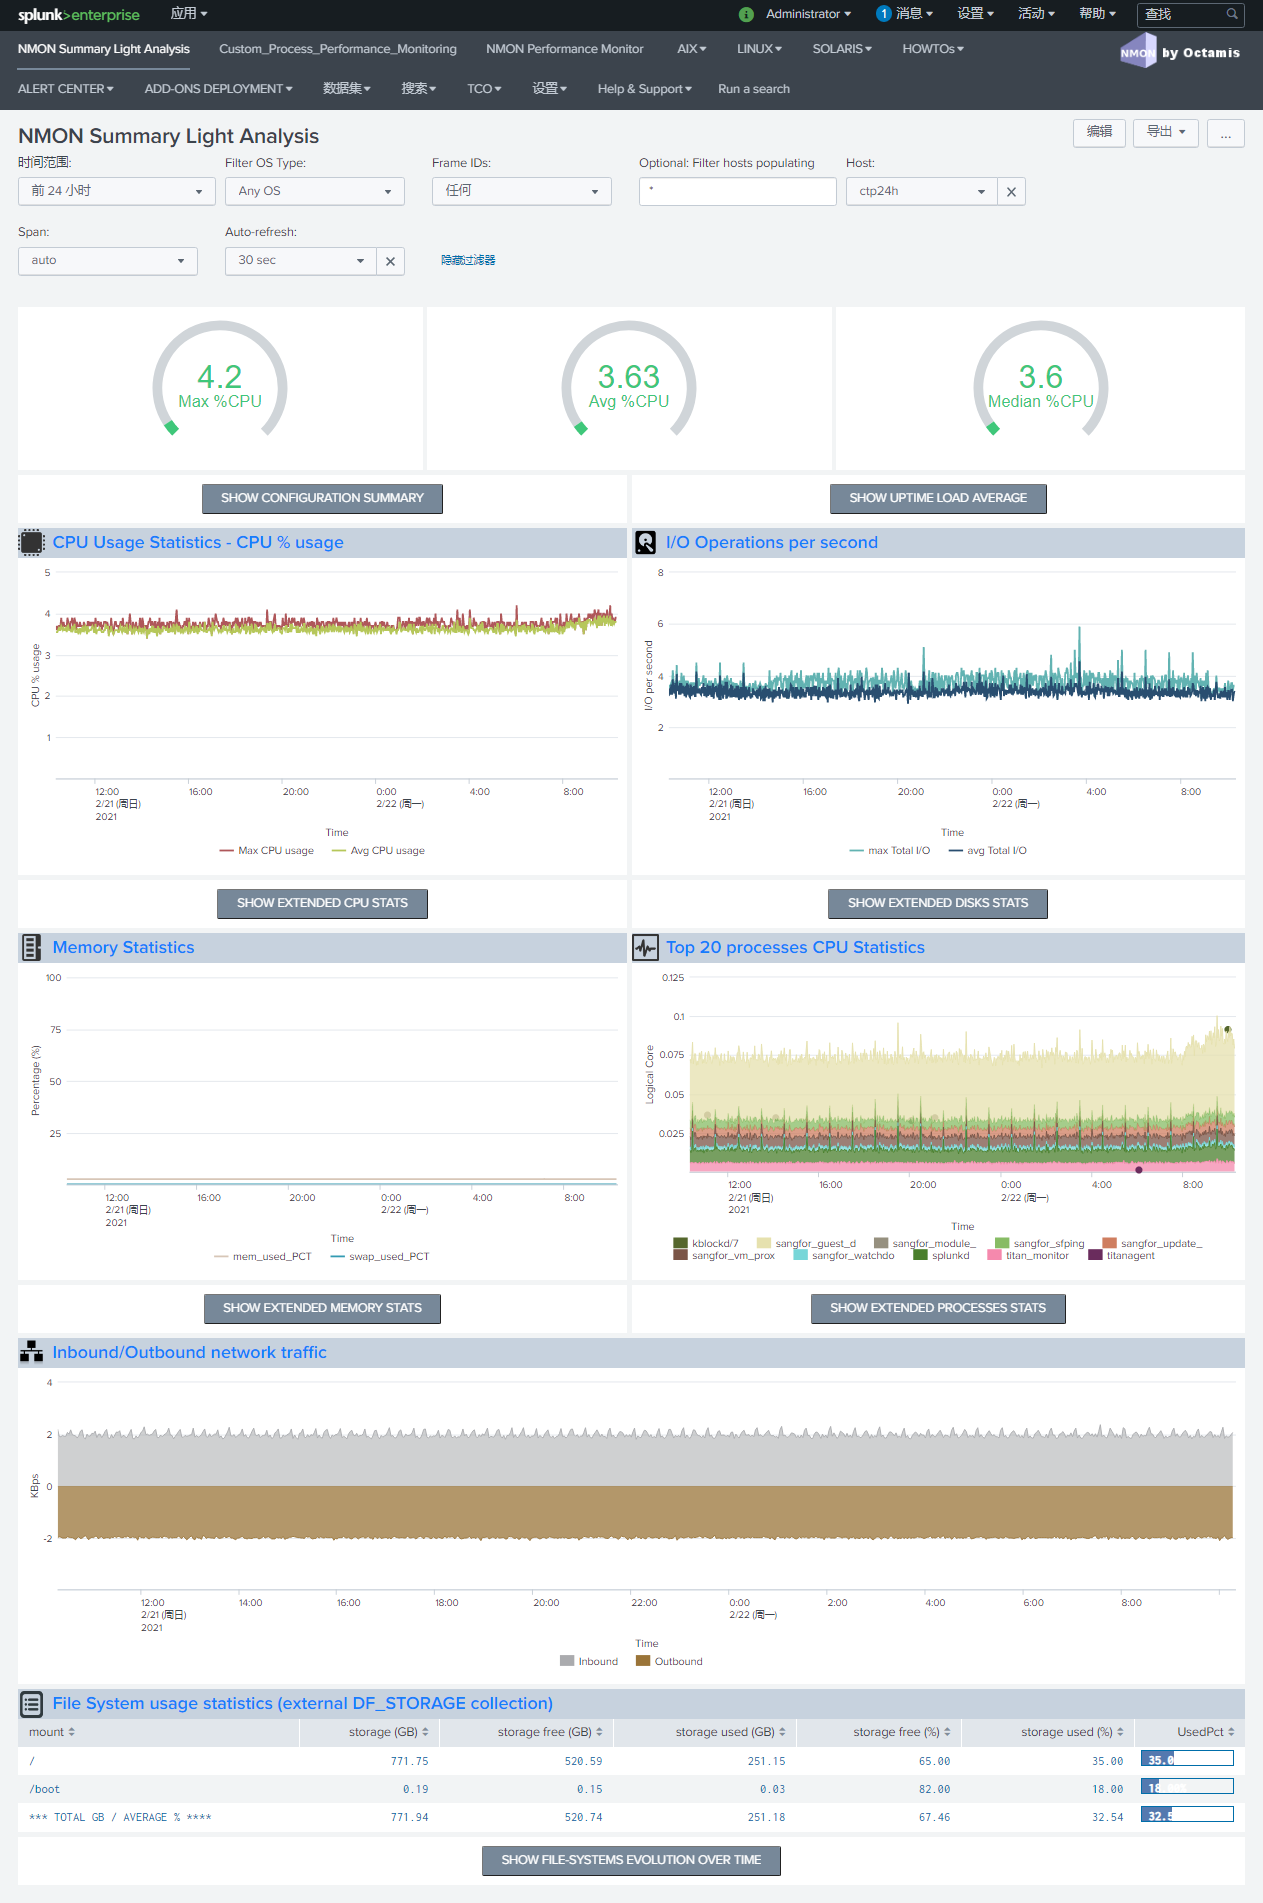 splunk>enterprise 应用 Administrator 1 消息 设置 活动 帮助 查找
NMON Summary Light Analysis Custom_Process_Performance_Monitoring NMON Performance Monitor AIX LINUX SOLARIS HOWTOs NMON by Octamis
ALERT CENTER ADD-ONS DEPLOYMENT 数据集 搜索 TCO 设置 Help & Support Run a search
NMON Summary Light Analysis 编辑 导出 ...
时间范围: Filter OS Type: Frame IDs: Optional: Filter hosts populating Host:
前 24 小时 Any OS 任何 * ctp24h
Span: Auto-refresh:
auto 30 sec 隐藏过滤器
4.2 3.63 3.6
Max %CPU Avg %CPU Median %CPU
SHOW CONFIGURATION SUMMARY SHOW UPTIME LOAD AVERAGE
CPU Usage Statistics - CPU % usage
5
4
3
2
1
CPU % usage
12:00 16:00 20:00 0:00 4:00 8:00
2/21 (周日) 2/22 (周一)
2021
Time
Max CPU usage Avg CPU usage
I/O Operations per second
8
6
4
2
I/O per second
12:00 16:00 20:00 0:00 4:00 8:00
2/21 (周日) 2/22 (周一)
2021
Time
max Total I/O avg Total I/O
SHOW EXTENDED CPU STATS SHOW EXTENDED DISKS STATS
Memory Statistics
100
75
50
25
Percentage (%)
12:00 16:00 20:00 0:00 4:00 8:00
2/21 (周日) 2/22 (周一)
2021
Time
mem_used_PCT swap_used_PCT
Top 20 processes CPU Statistics
0.125
0.1
0.075
0.05
0.025
Logical Core
12:00 16:00 20:00 0:00 4:00 8:00
2/21 (周日) 2/22 (周一)
2021
Time
kblockd/7 sangfor_guest_d sangfor_module_ sangfor_sfping sangfor_update_
sangfor_vm_prox sangfor_watchdo splunkd titan_monitor titanagent
SHOW EXTENDED MEMORY STATS SHOW EXTENDED PROCESSES STATS
Inbound/Outbound network traffic
4
2
0
-2
KBps
12:00 14:00 16:00 18:00 20:00 22:00 0:00 2:00 4:00 6:00 8:00
2/21 (周日) 2/22 (周一)
2021
Time
Inbound Outbound
File System usage statistics (external DF_STORAGE collection)
mount storage (GB) storage free (GB) storage used (GB) storage free (%) storage used (%) UsedPct
/ 771.75 520.59 251.15 65.00 35.00 35.0
/boot 0.19 0.15 0.03 82.00 18.00 18.00%
*** TOTAL GB / AVERAGE % **** 771.94 520.74 251.18 67.46 32.54 32.5
SHOW FILE-SYSTEMS EVOLUTION OVER TIME